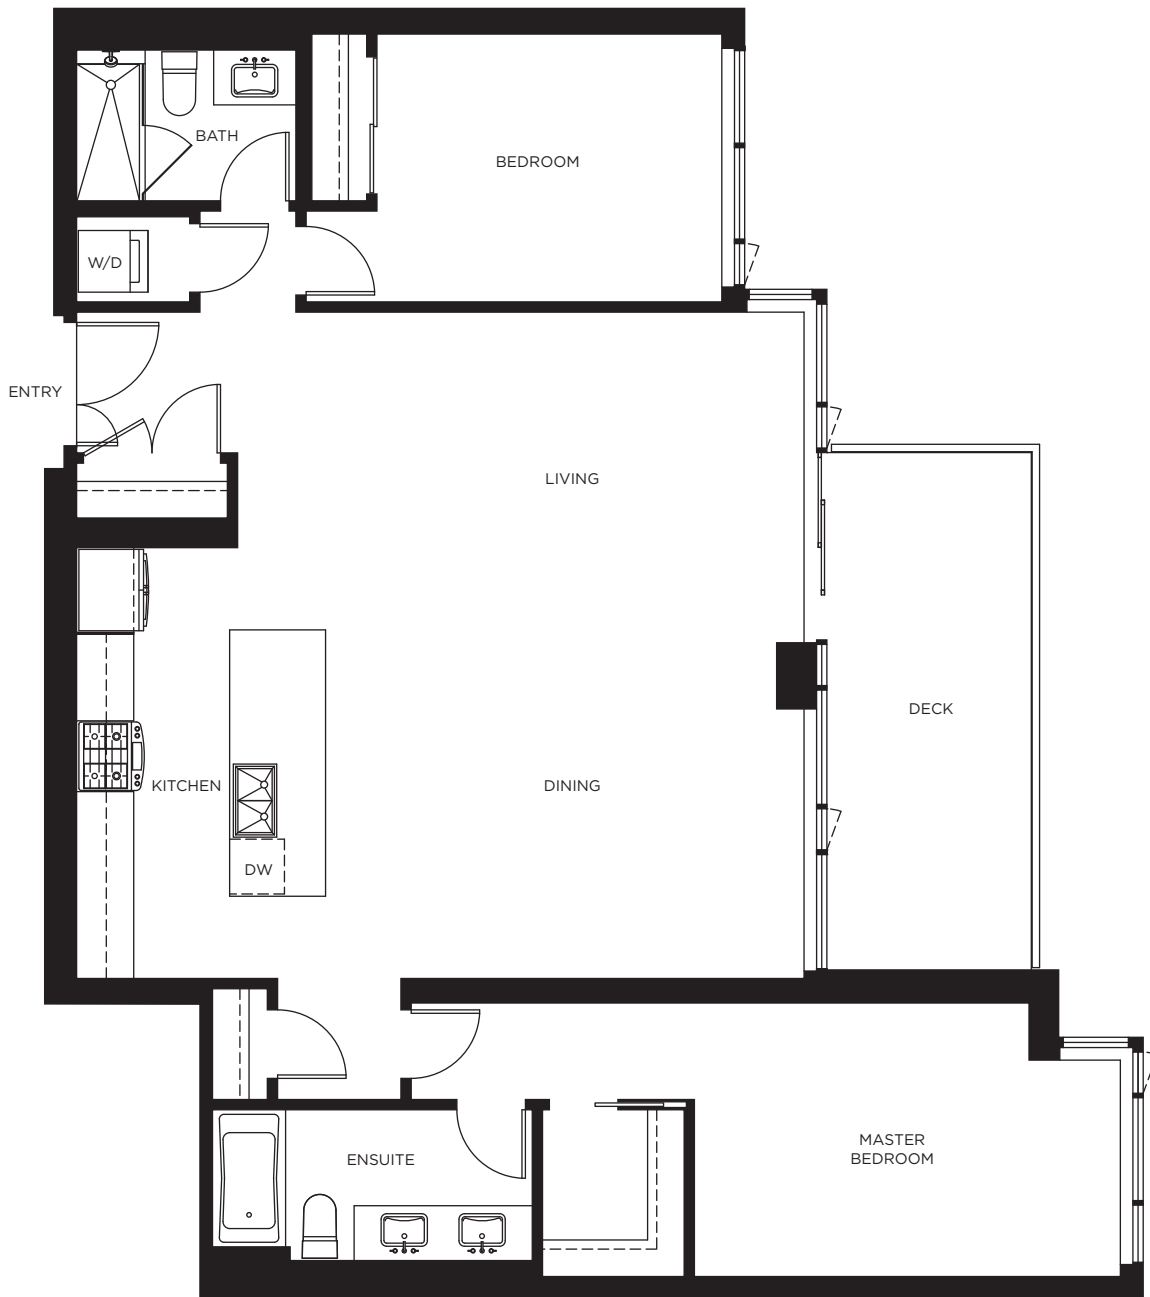 BATH
BEDROOM
W/D
ENTRY
LIVING
DECK
KITCHEN
DINING
DW
MASTER
BEDROOM
ENSUITE